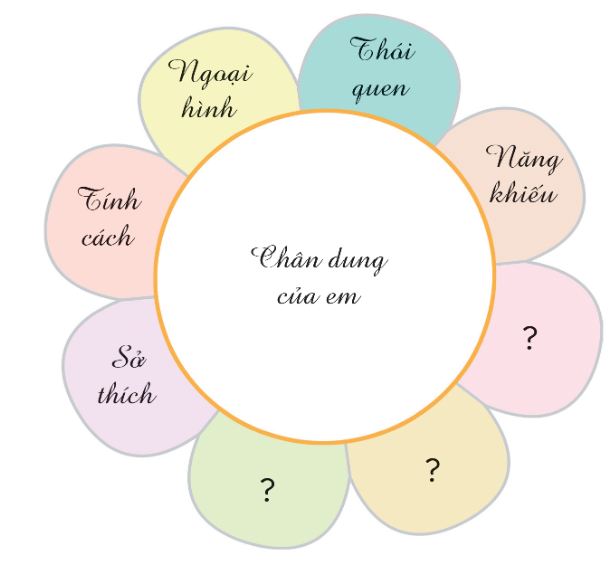 Thói
quen
Ngoại
hình
Năng
khiếu
Tính
cách
Chân dung
của em
?
Sở
thích
?
?